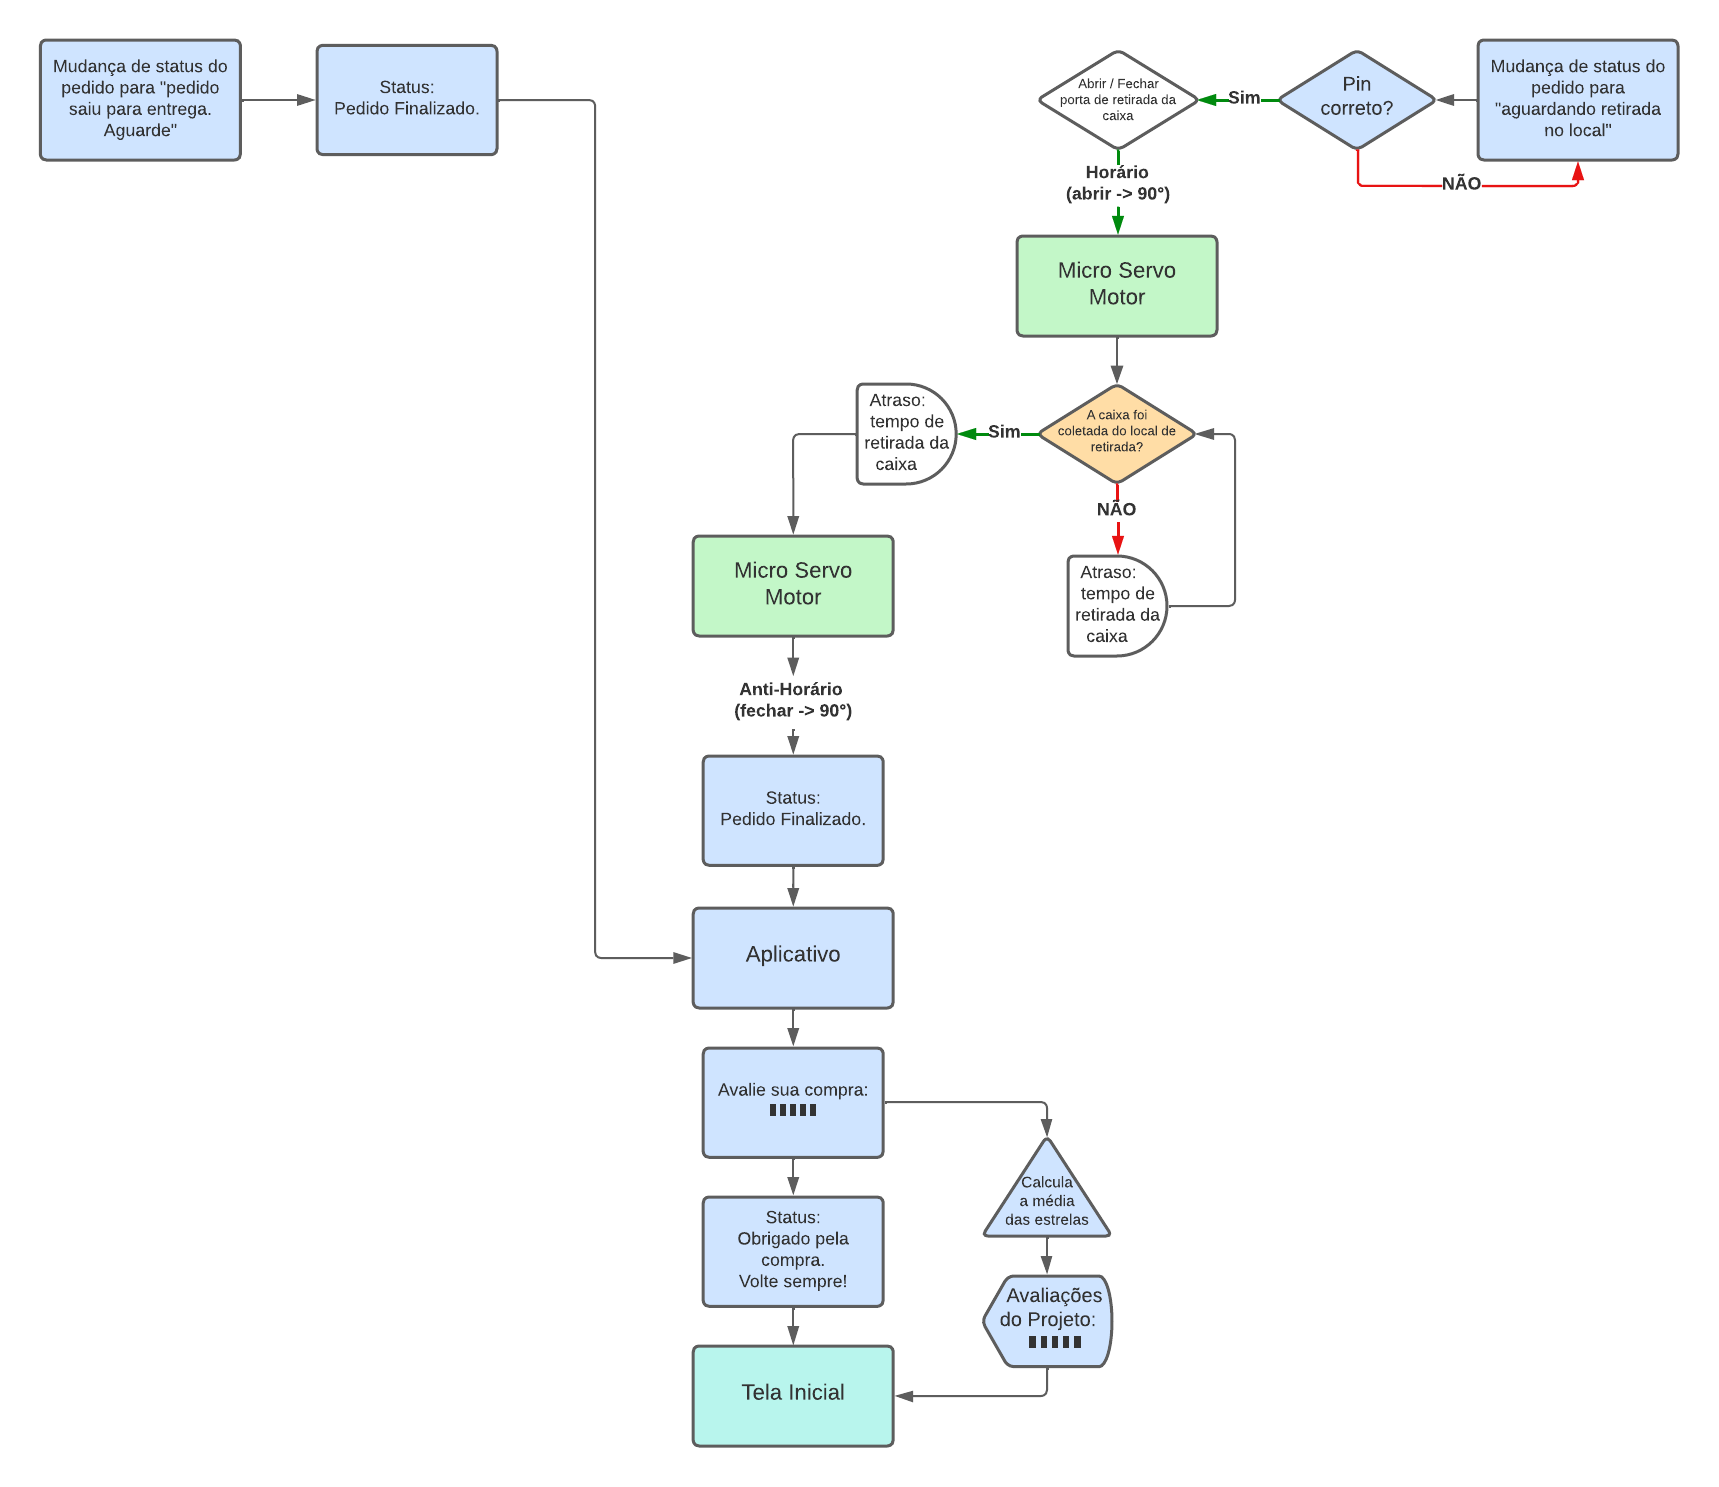 Mudança de status do
pedido para "pedido
saiu para entrega.
Aguarde"
Status:
Pedido Finalizado.
Abrir / Fechar
porta de retirada da
caixa
Sim
Pin
correto?
Mudança de status do
pedido para
"aguardando retirada
no local"
NÃO
Horário
(abrir -> 90°)
Micro Servo
Motor
Atraso:
tempo de
retirada da
caixa
Sim
A caixa foi
coletada do local de
retirada?
NÃO
Atraso:
tempo de
retirada da
caixa
Micro Servo
Motor
Anti-Horário
(fechar -> 90°)
Status:
Pedido Finalizado.
Aplicativo
Avalie sua compra:
Calcula
a média
das estrelas
Status:
Obrigado pela
compra.
Volte sempre!
Avaliações
do Projeto:
Tela Inicial